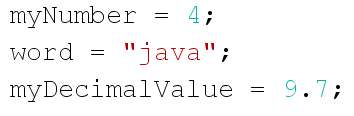 myNumber = 4;
word = "java";
myDecimalValue = 9.7;